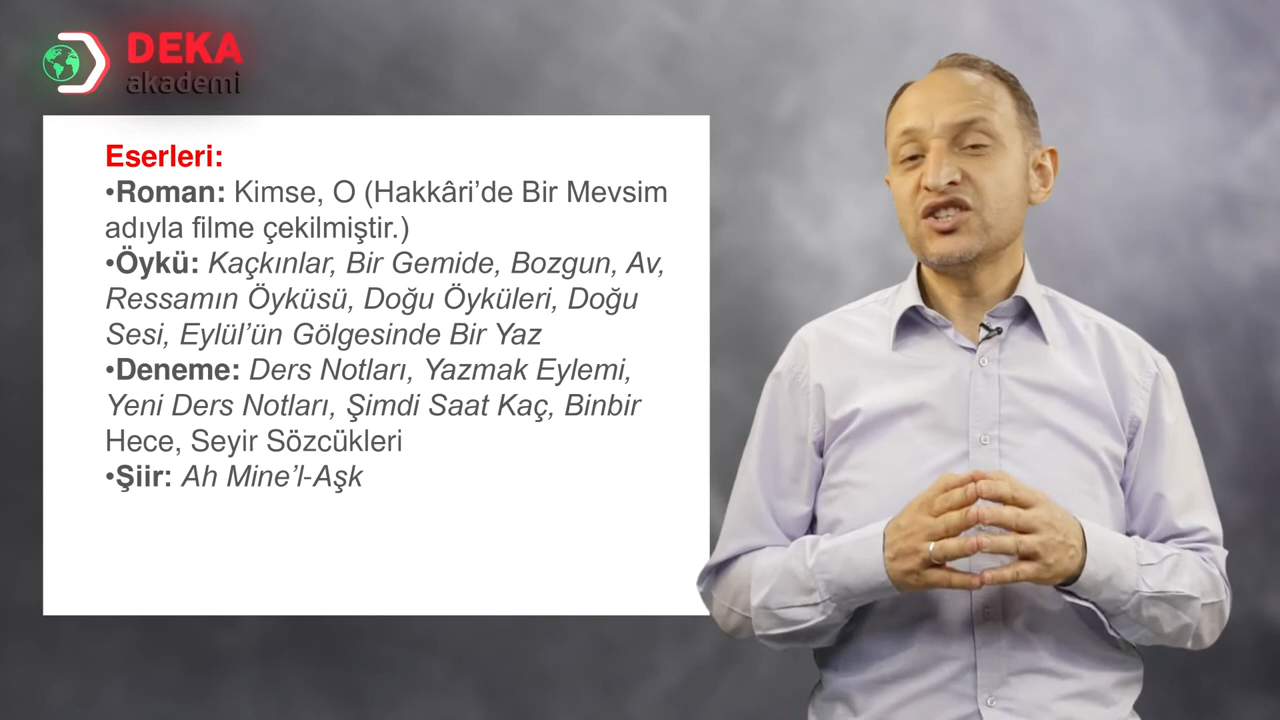 DEKA
akademi
Eserleri:
•Roman: Kimse, O (Hakkâri’de Bir Mevsim
adıyla filme çekilmiştir.)
•Öykü: Kaçkınlar, Bir Gemide, Bozgun, Av,
Ressamın Öyküsü, Doğu Öyküleri, Doğu
Sesi, Eylül’ün Gölgesinde Bir Yaz
•Deneme: Ders Notları, Yazmak Eylemi,
Yeni Ders Notları, Şimdi Saat Kaç, Binbir
Hece, Seyir Sözcükleri
•Şiir: Ah Mine’l-Aşk